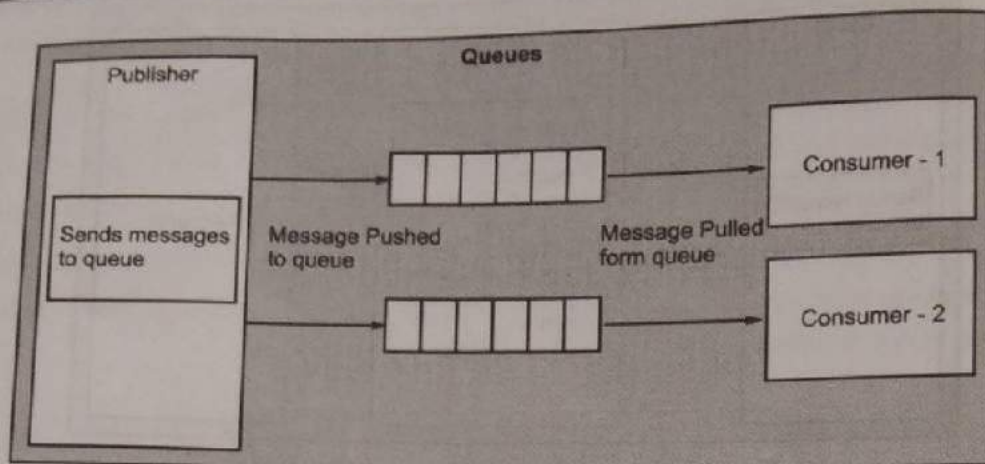 Queues
Publisher
Sends messages
to queue
Message Pushed
to queue
Message Pulled
form queue
Consumer - 1
Consumer - 2